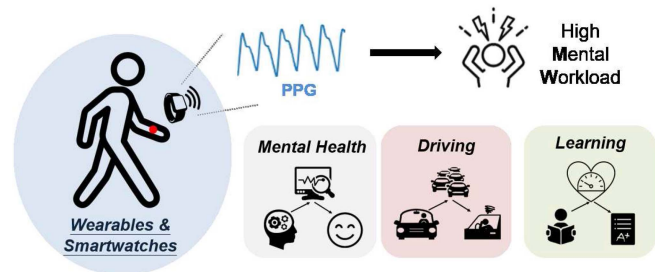 PPG
High
Mental
Workload
Mental Health
Driving
Learning
A+
Wearables &
Smartwatches